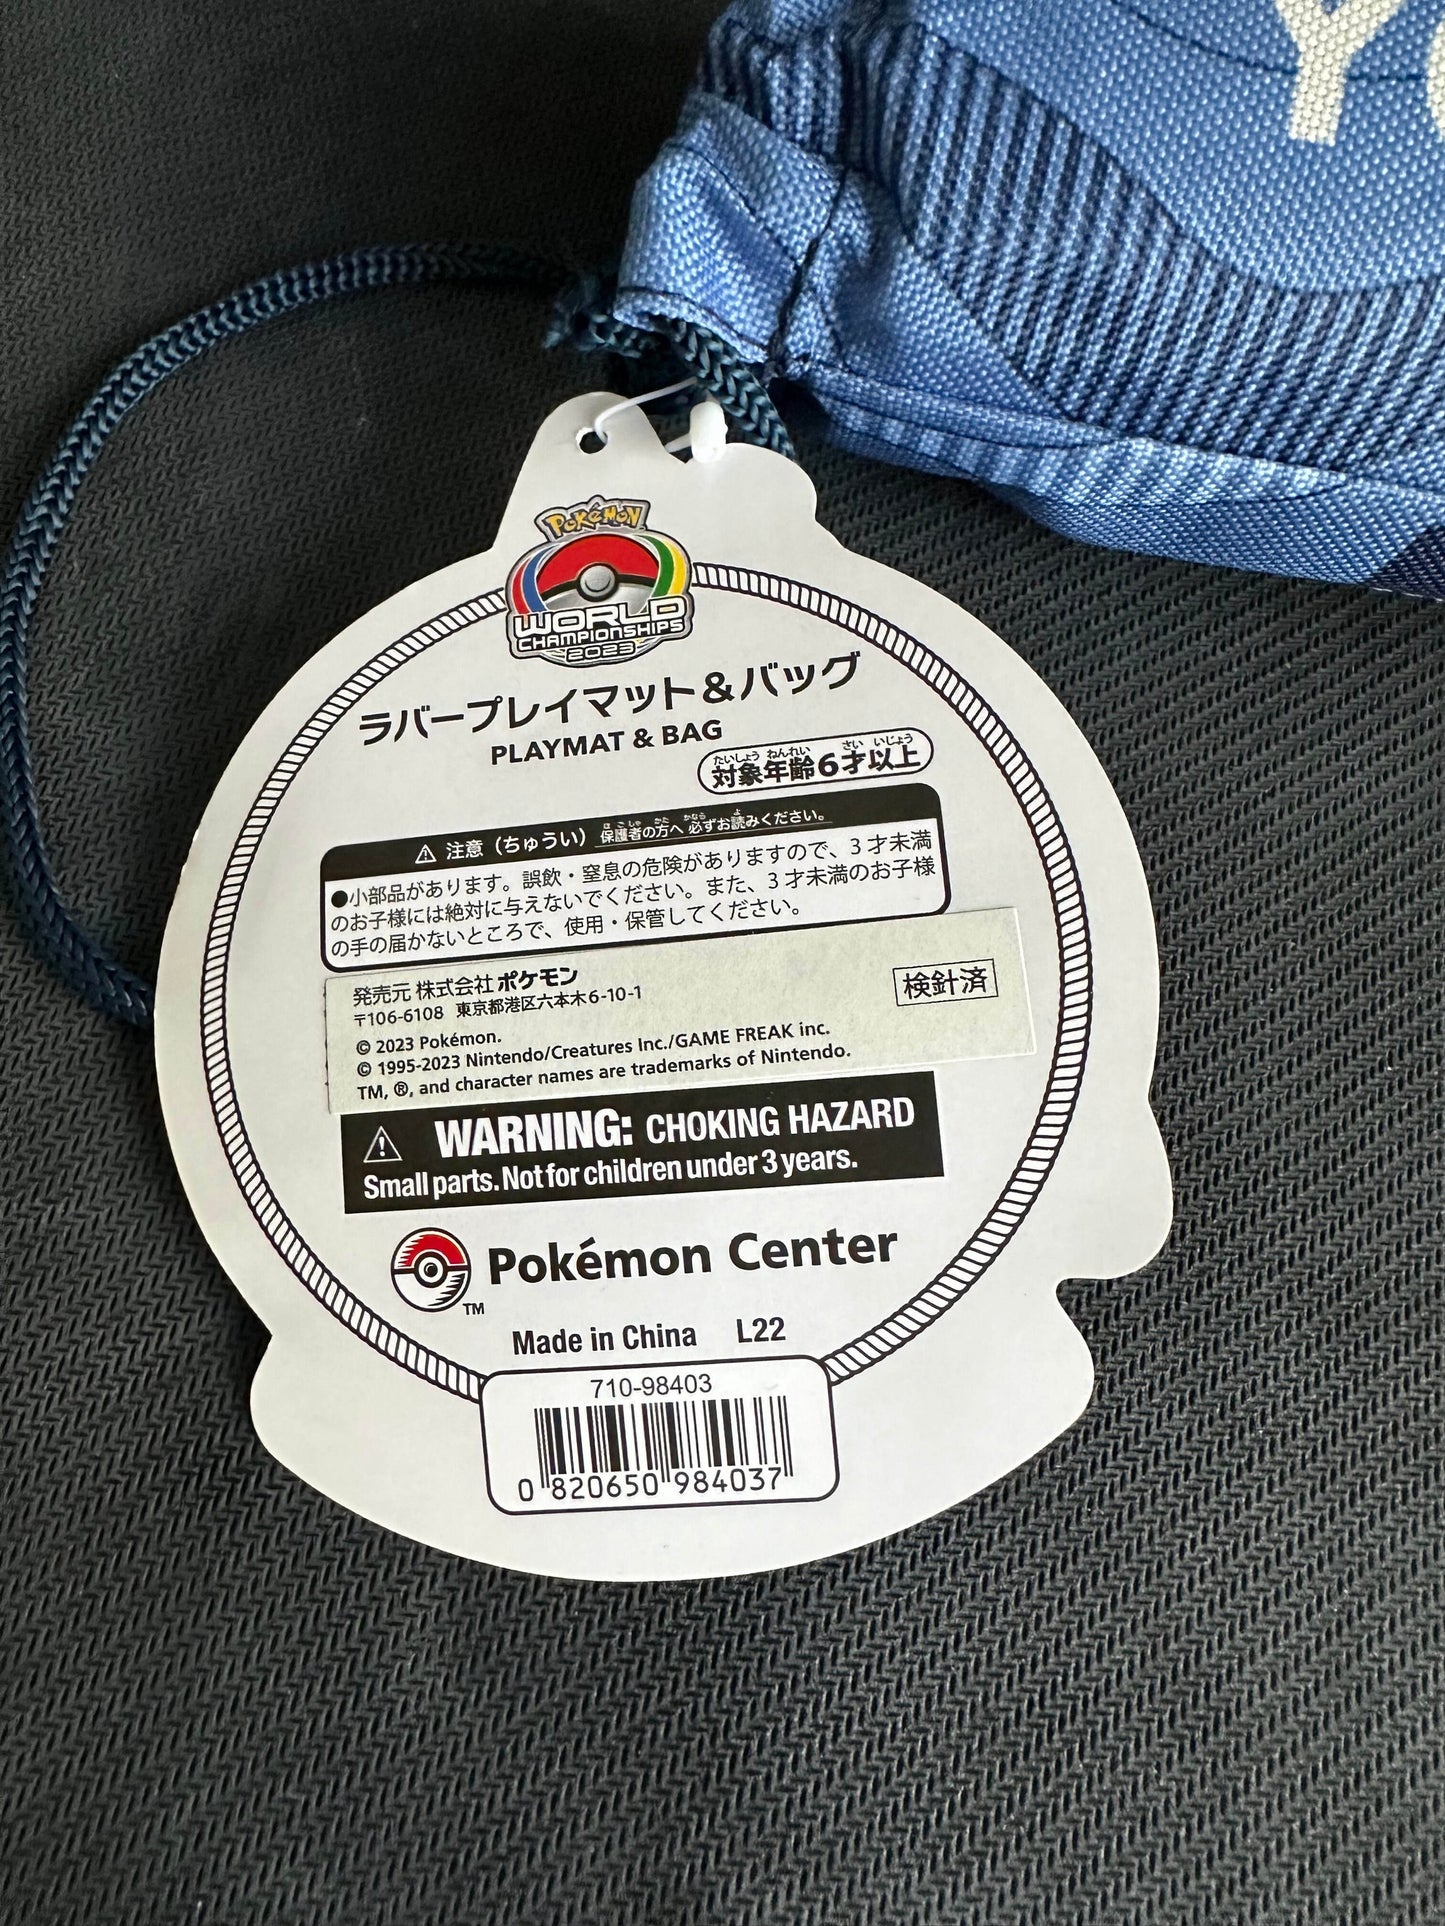 YO
POKéMON
WORLD
CHAMPIONSHIPS
2023
ラバープレイマット&バッグ
PLAYMAT & BAG
たいしょう ねんれい さい いじょう
対象年齢6才以上
ほごしゃ かた かなら よ
⚠ 注意（ちゅうい） 保護者の方へ 必ずお読みください。
●小部品があります。誤飲・窒息の危険がありますので、3才未満
のお子様には絶対に与えないでください。また、3才未満のお子様
の手の届かないところで、使用・保管してください。
発売元 株式会社ポケモン
〒106-6108 東京都港区六本木6-10-1
検針済
© 2023 Pokémon.
© 1995-2023 Nintendo/Creatures Inc./GAME FREAK inc.
TM, ®, and character names are trademarks of Nintendo.
⚠ WARNING: CHOKING HAZARD
Small parts. Not for children under 3 years.
Pokémon Center
TM
Made in China L22
710-98403
0 820650 984037